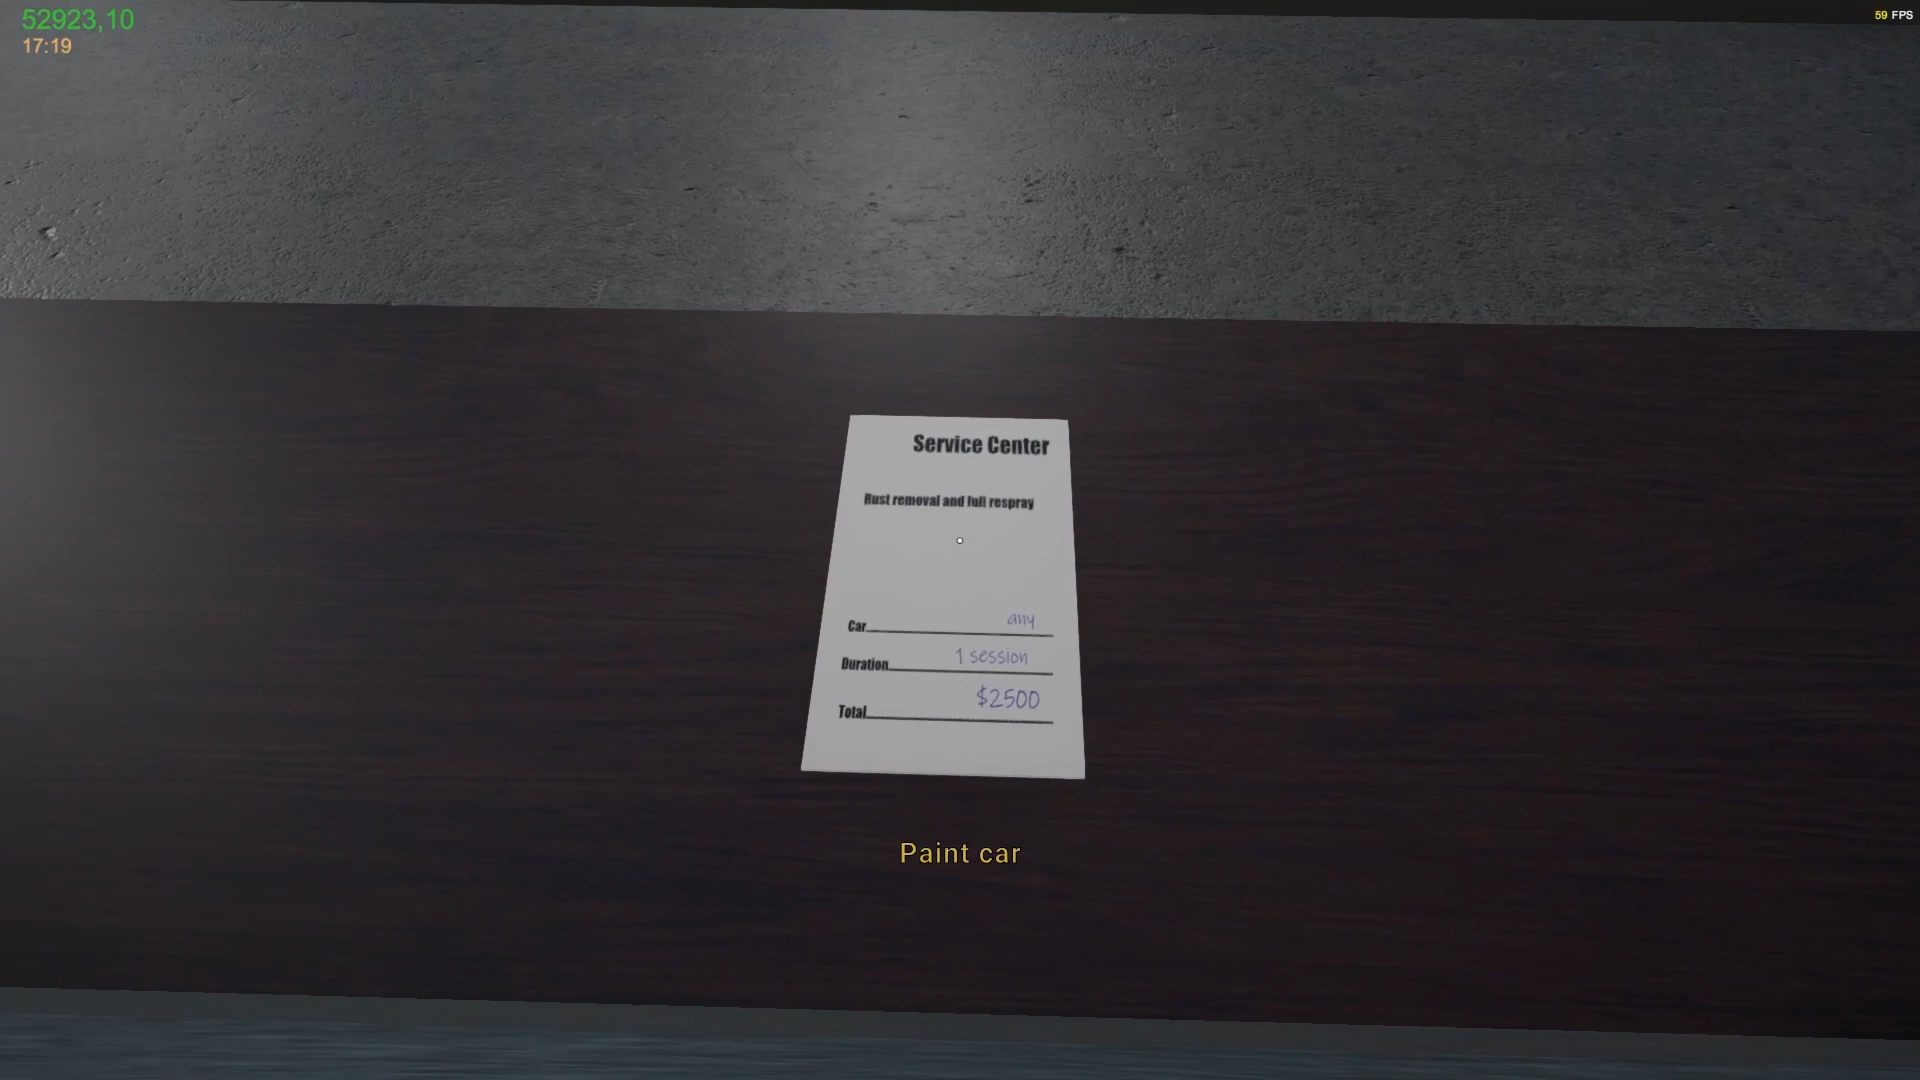 52923,10
17:19
59 FPS
Service Center
Rust removal and full respray
Car any
Duration 1 session
Total $2500
Paint car